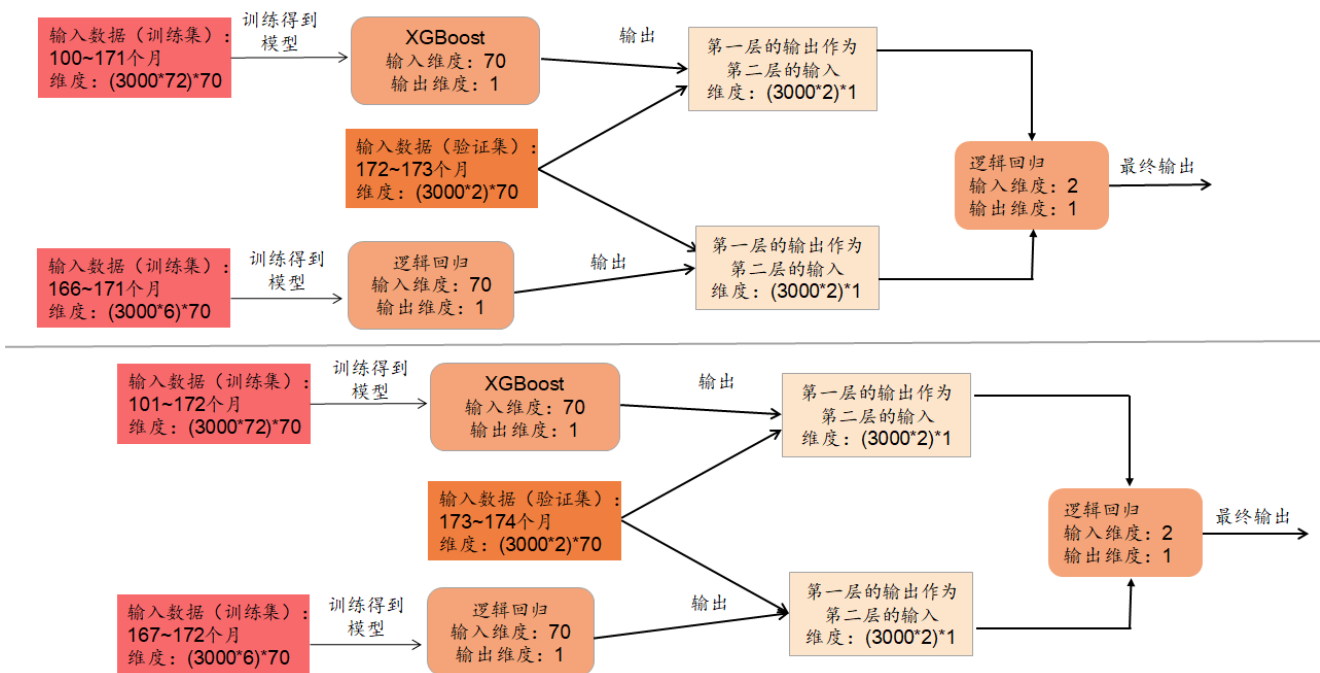 输入数据（训练集）：
100~171个月
维度：(3000*72)*70
训练得到
模型
XGBoost
输入维度：70
输出维度：1
输出
第一层的输出作为
第二层的输入
维度：(3000*2)*1
输入数据（验证集）：
172~173个月
维度：(3000*2)*70
逻辑回归
输入维度：2
输出维度：1
最终输出
输入数据（训练集）：
166~171个月
维度：(3000*6)*70
训练得到
模型
逻辑回归
输入维度：70
输出维度：1
输出
第一层的输出作为
第二层的输入
维度：(3000*2)*1
输入数据（训练集）：
101~172个月
维度：(3000*72)*70
训练得到
模型
XGBoost
输入维度：70
输出维度：1
输出
第一层的输出作为
第二层的输入
维度：(3000*2)*1
输入数据（验证集）：
173~174个月
维度：(3000*2)*70
逻辑回归
输入维度：2
输出维度：1
最终输出
输入数据（训练集）：
167~172个月
维度：(3000*6)*70
训练得到
模型
逻辑回归
输入维度：70
输出维度：1
输出
第一层的输出作为
第二层的输入
维度：(3000*2)*1